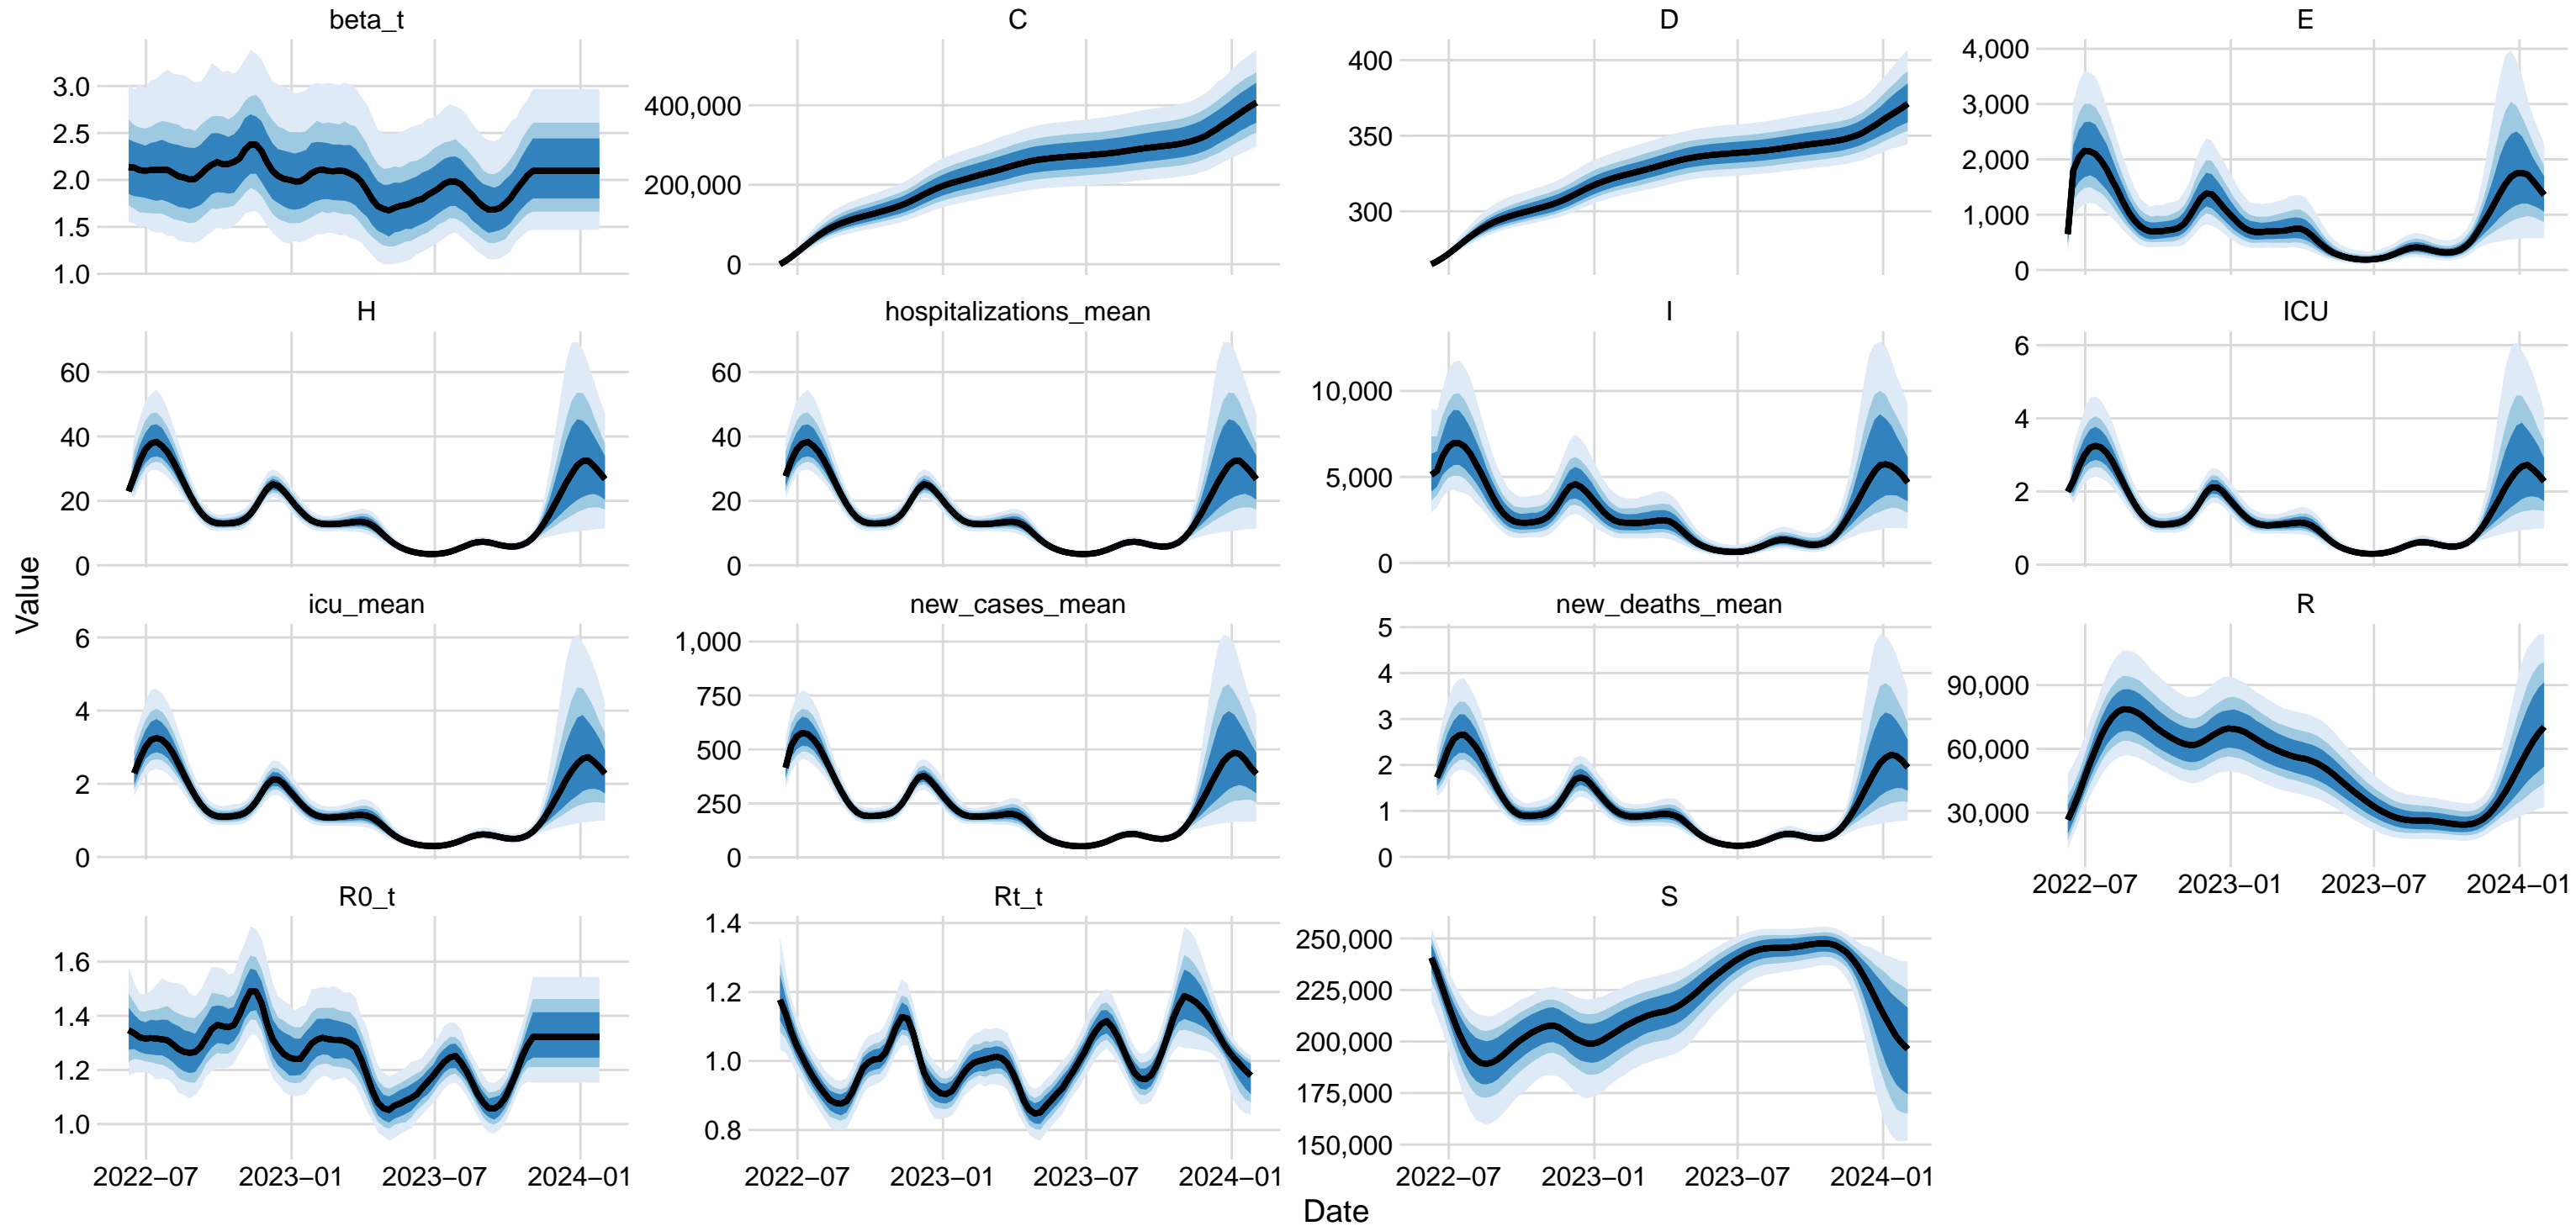 beta_t
C
D
E
3.0
2.5
2.0
1.5
1.0
400,000
200,000
0
400
350
300
4,000
3,000
2,000
1,000
0
H
hospitalizations_mean
I
ICU
60
40
20
0
60
40
20
0
10,000
5,000
0
6
4
2
0
Value
icu_mean
new_cases_mean
new_deaths_mean
R
6
4
2
0
1,000
750
500
250
0
5
4
3
2
1
0
90,000
60,000
30,000
2022−07 2023−01 2023−07 2024−01
R0_t
Rt_t
S
1.6
1.4
1.2
1.0
1.4
1.2
1.0
0.8
250,000
225,000
200,000
175,000
150,000
2022−07 2023−01 2023−07 2024−01
2022−07 2023−01 2023−07 2024−01
2022−07 2023−01 2023−07 2024−01
Date